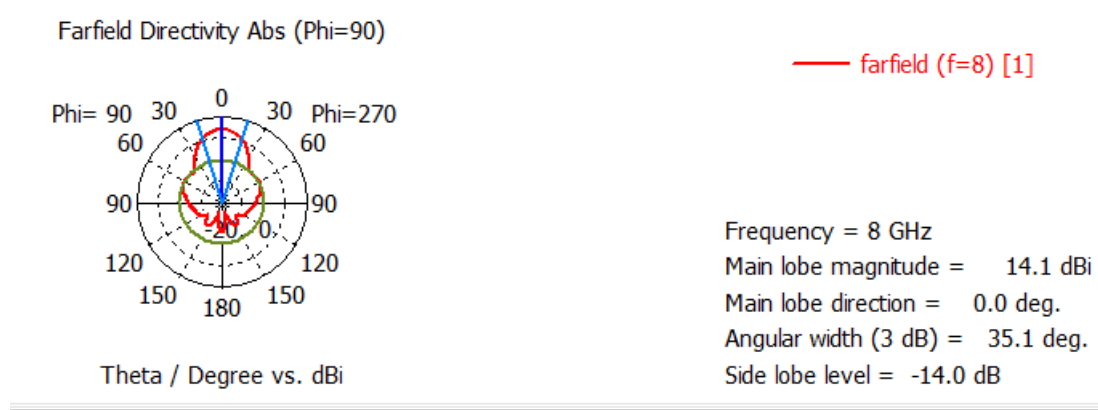 Farfield Directivity Abs (Phi=90)
farfield (f=8) [1]
Phi= 90 30 0 30 Phi=270
60 60
90 90
-20 0
120 120
150 150
180
Theta / Degree vs. dBi
Frequency = 8 GHz
Main lobe magnitude = 14.1 dBi
Main lobe direction = 0.0 deg.
Angular width (3 dB) = 35.1 deg.
Side lobe level = -14.0 dB